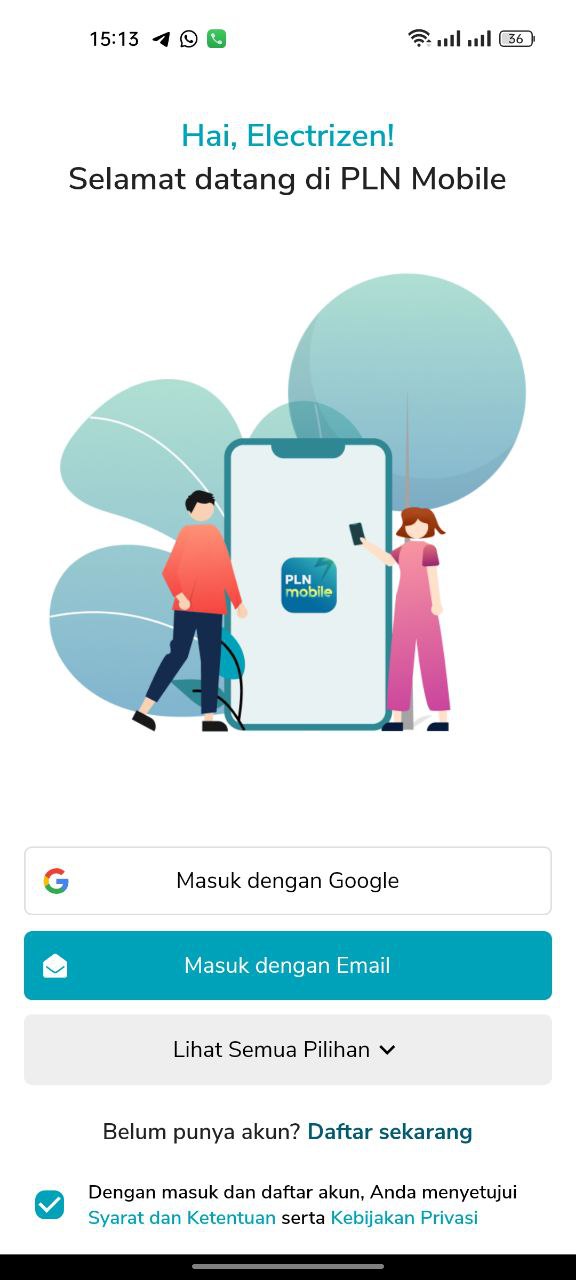 15:13
36
Hai, Electrizen!
Selamat datang di PLN Mobile
PLN
mobile
Masuk dengan Google
Masuk dengan Email
Lihat Semua Pilihan
Belum punya akun? Daftar sekarang
Dengan masuk dan daftar akun, Anda menyetujui
Syarat dan Ketentuan serta Kebijakan Privasi